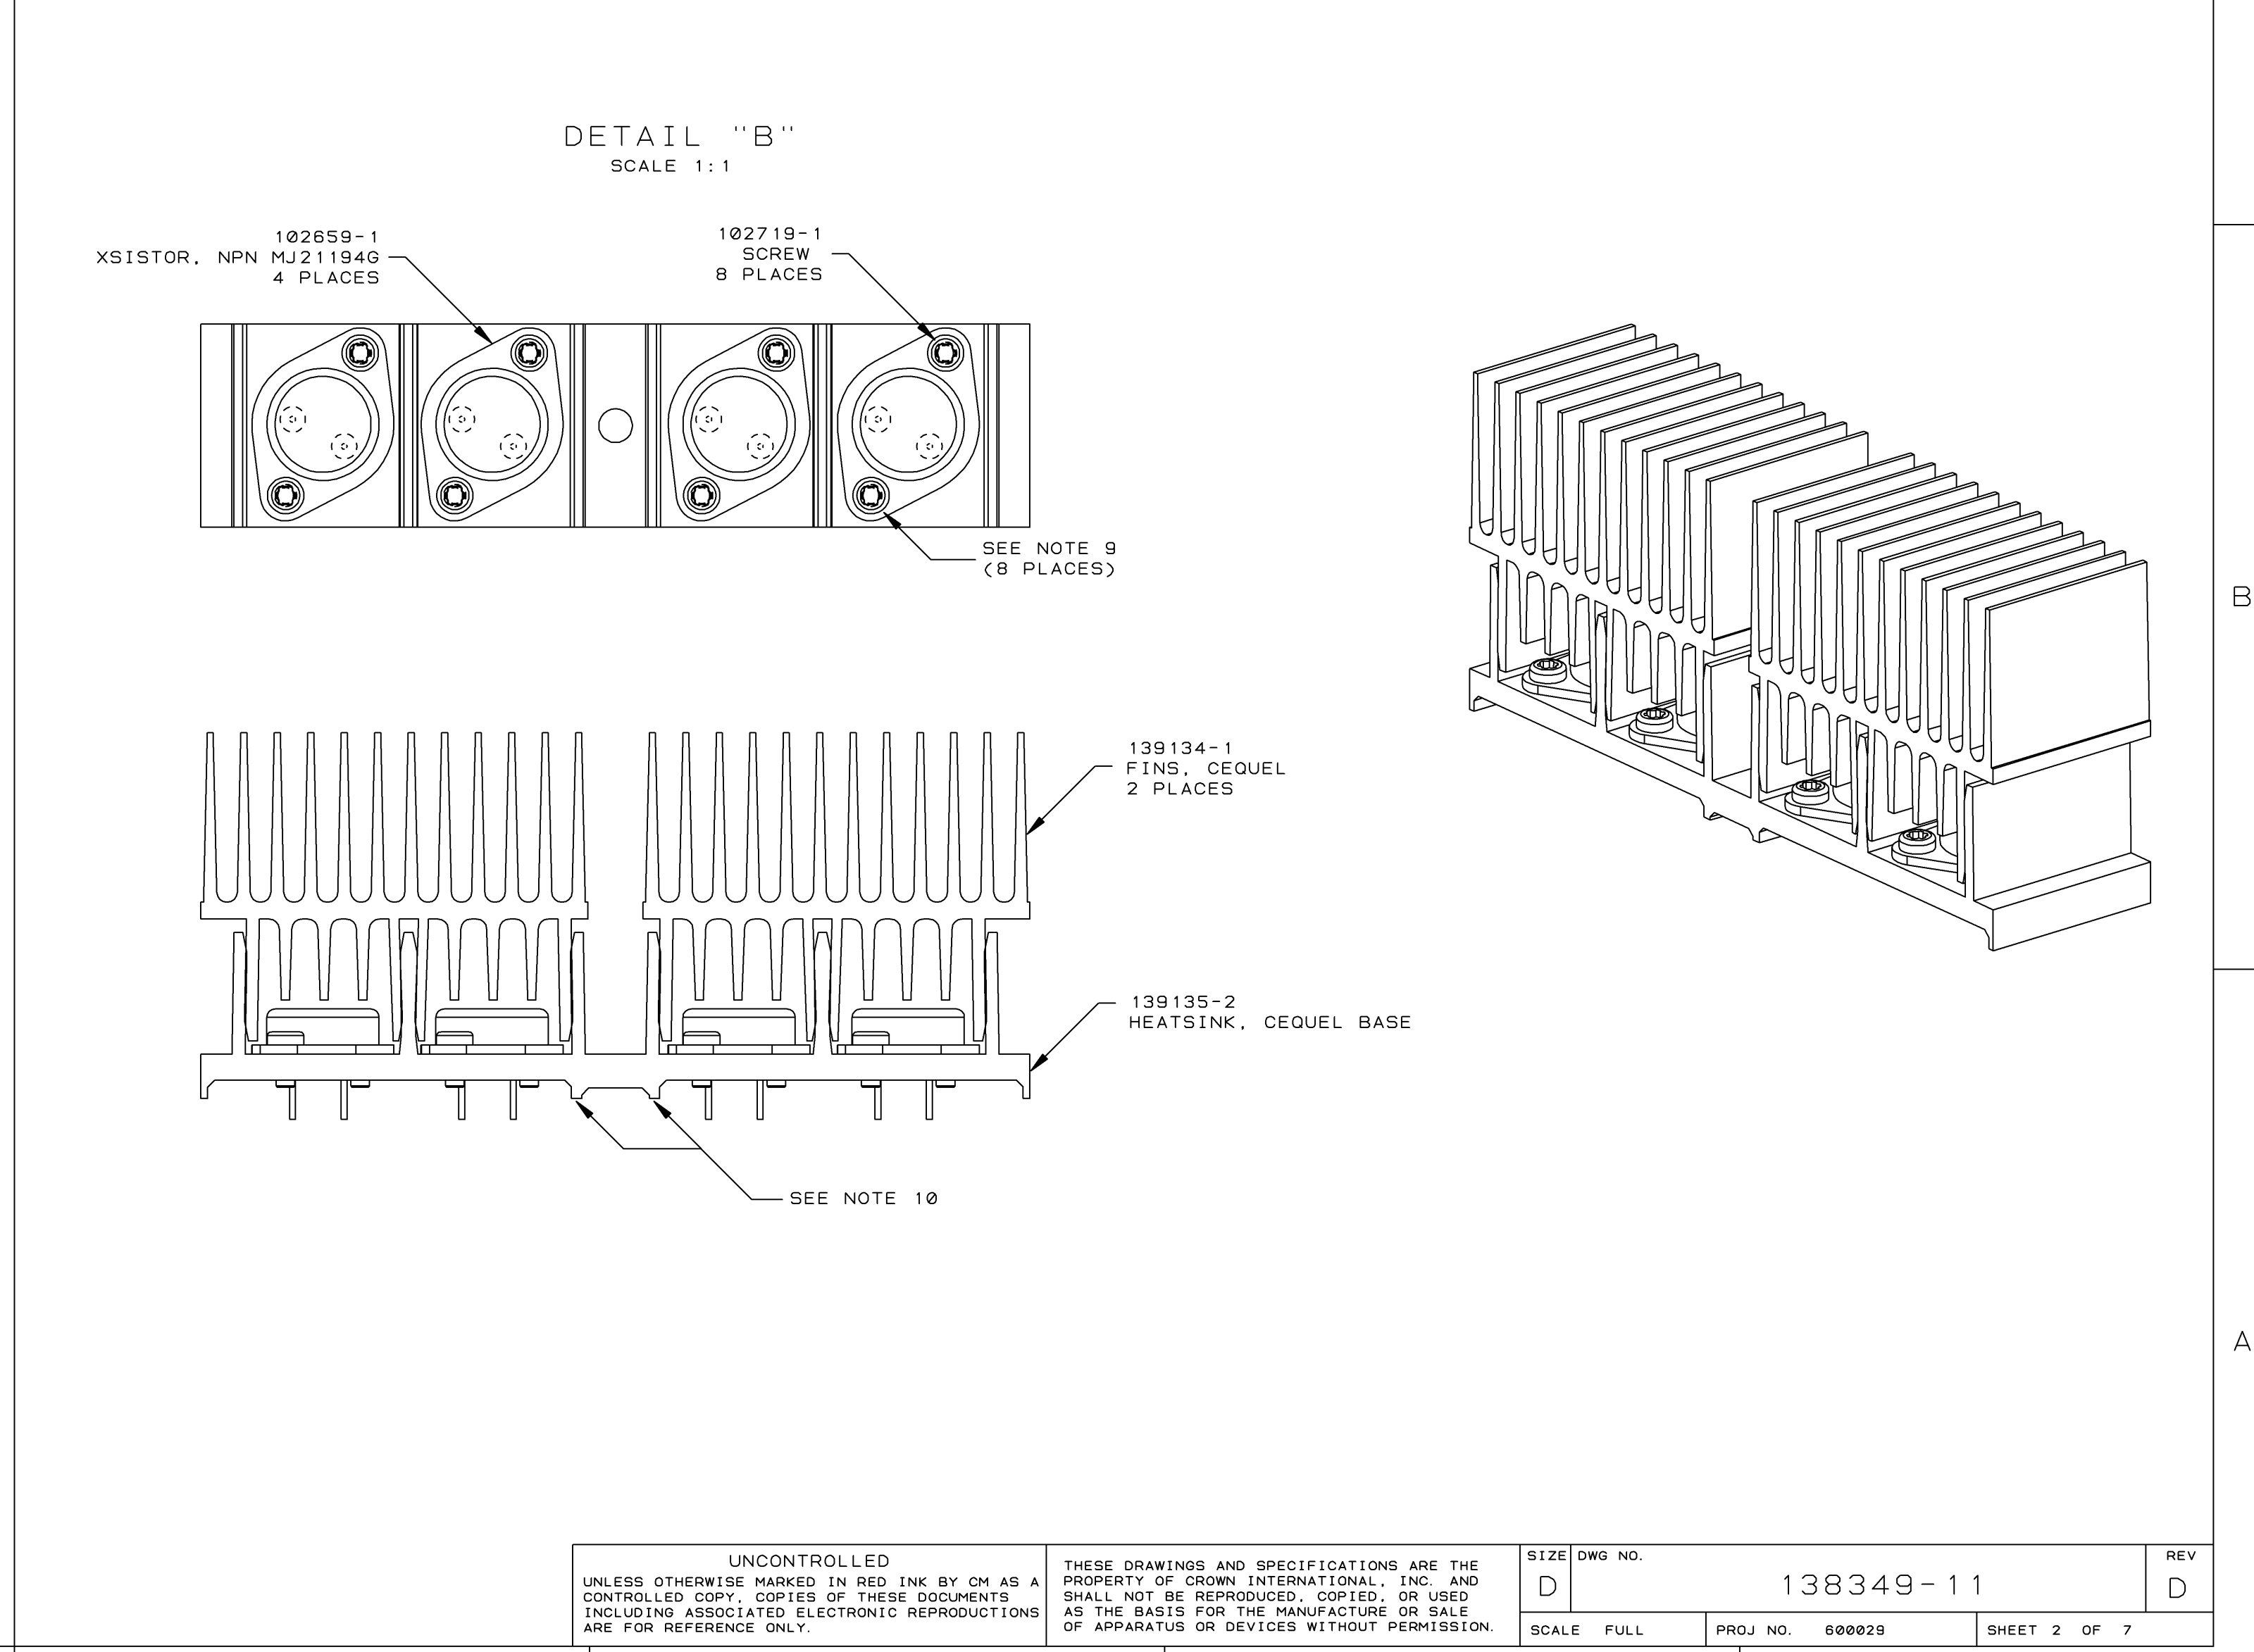 DETAIL "B"
SCALE 1:1
102659-1
XSISTOR, NPN MJ21194G
4 PLACES
102719-1
SCREW
8 PLACES
SEE NOTE 9
(8 PLACES)
139134-1
FINS, CEQUEL
2 PLACES
139135-2
HEATSINK, CEQUEL BASE
SEE NOTE 10
B
A
UNCONTROLLED
UNLESS OTHERWISE MARKED IN RED INK BY CM AS A
CONTROLLED COPY, COPIES OF THESE DOCUMENTS
INCLUDING ASSOCIATED ELECTRONIC REPRODUCTIONS
ARE FOR REFERENCE ONLY.
THESE DRAWINGS AND SPECIFICATIONS ARE THE
PROPERTY OF CROWN INTERNATIONAL, INC. AND
SHALL NOT BE REPRODUCED, COPIED, OR USED
AS THE BASIS FOR THE MANUFACTURE OR SALE
OF APPARATUS OR DEVICES WITHOUT PERMISSION.
SIZE
D
DWG NO.
138349-11
REV
D
SCALE FULL
PROJ NO. 600029
SHEET 2 OF 7